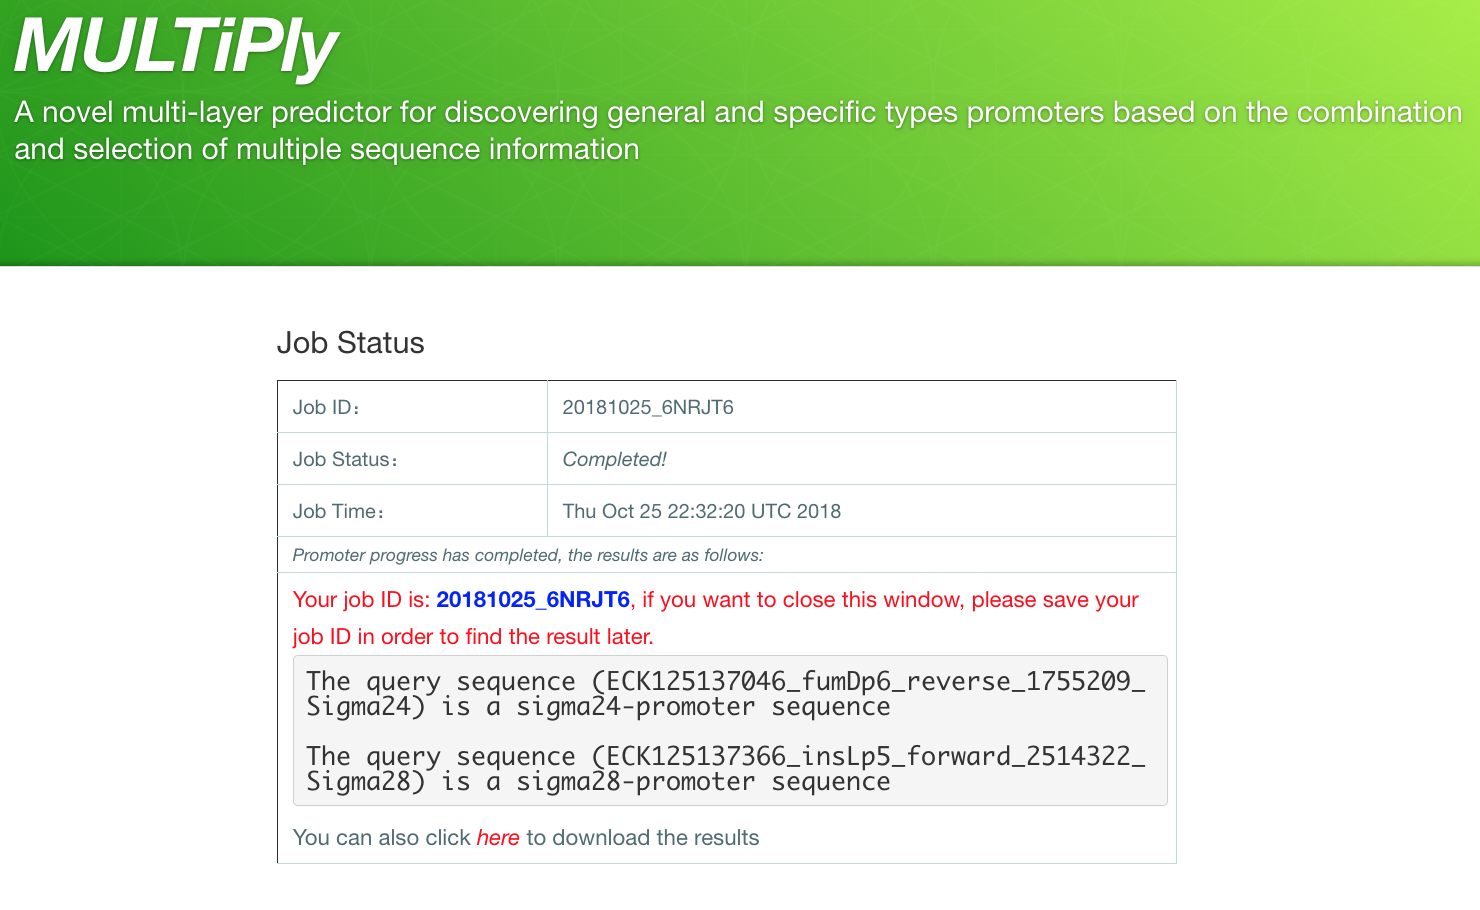 MULTiPly
A novel multi-layer predictor for discovering general and specific types promoters based on the combination
and selection of multiple sequence information
Job Status
Job ID： 20181025_6NRJT6
Job Status： Completed!
Job Time： Thu Oct 25 22:32:20 UTC 2018
Promoter progress has completed, the results are as follows:
Your job ID is: 20181025_6NRJT6, if you want to close this window, please save your
job ID in order to find the result later.
The query sequence (ECK125137046_fumDp6_reverse_1755209_
Sigma24) is a sigma24-promoter sequence
The query sequence (ECK125137366_insLp5_forward_2514322_
Sigma28) is a sigma28-promoter sequence
You can also click here to download the results